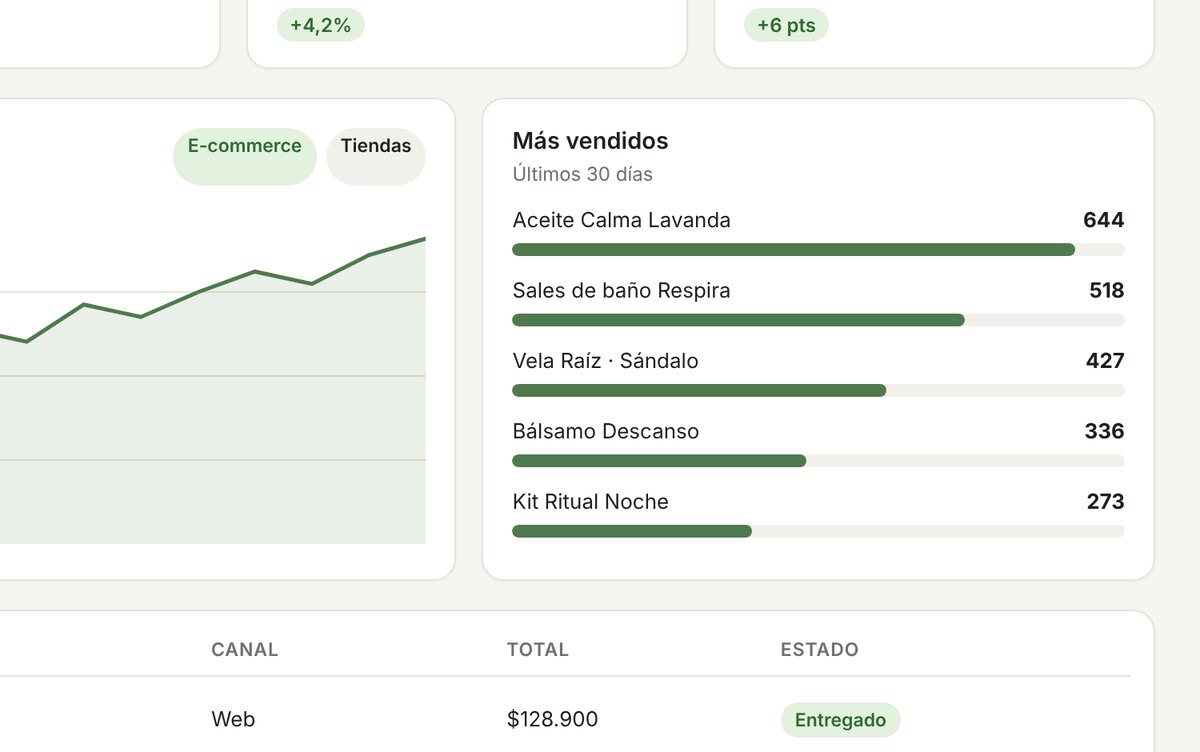 +4,2%
+6 pts
E-commerce
Tiendas
Más vendidos
Últimos 30 días
Aceite Calma Lavanda 644
Sales de baño Respira 518
Vela Raíz · Sándalo 427
Bálsamo Descanso 336
Kit Ritual Noche 273
CANAL TOTAL ESTADO
Web $128.900 Entregado